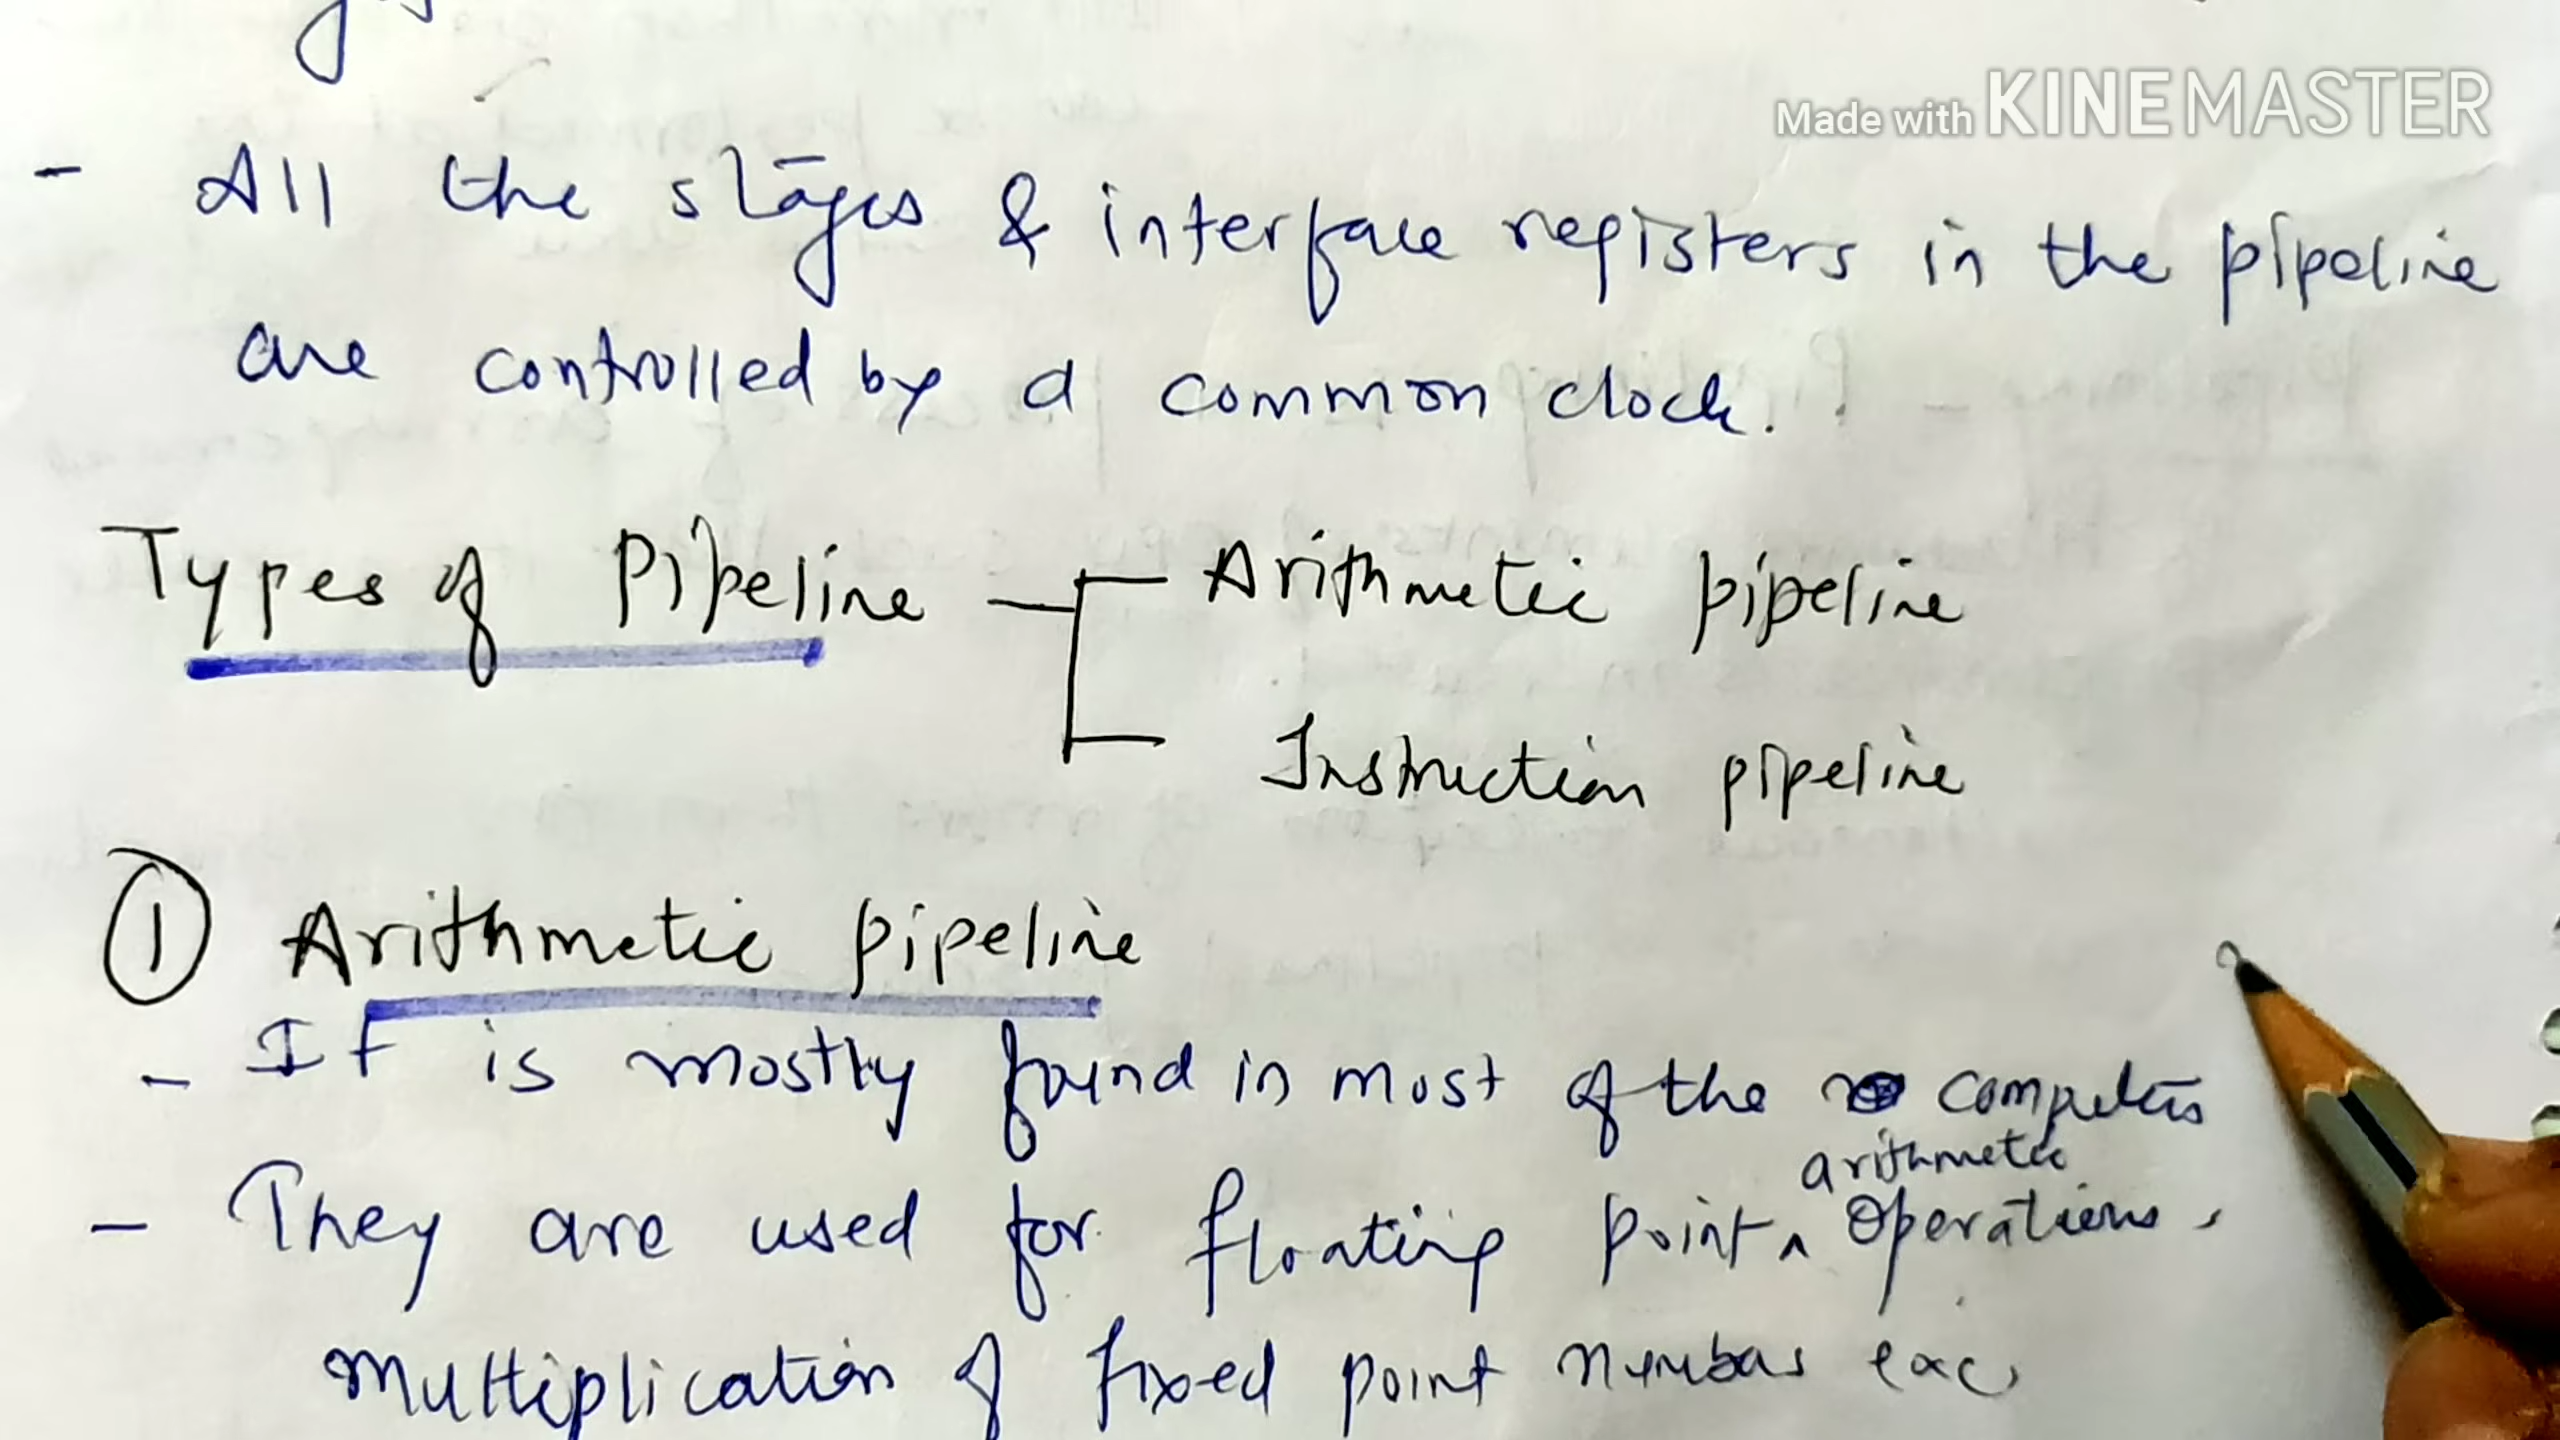 Made with KINEMASTER
- All the stages & interface registers in the pipeline
are controlled by a common clock.
Types of Pipeline
Arithmetic pipeline
Instruction pipeline
① Arithmetic pipeline
- It is mostly found in most of the computers
arithmetic
- They are used for floating point ^ operations,
multiplication of fixed point numbers